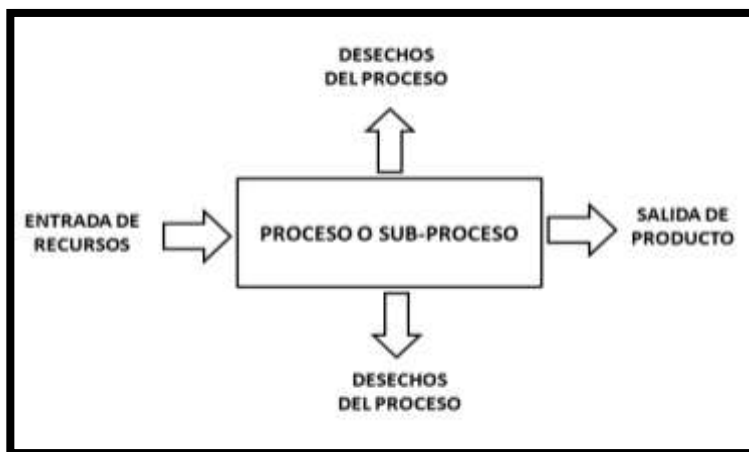 DESECHOS
DEL PROCESO
ENTRADA DE
RECURSOS
PROCESO O SUB-PROCESO
SALIDA DE
PRODUCTO
DESECHOS
DEL PROCESO